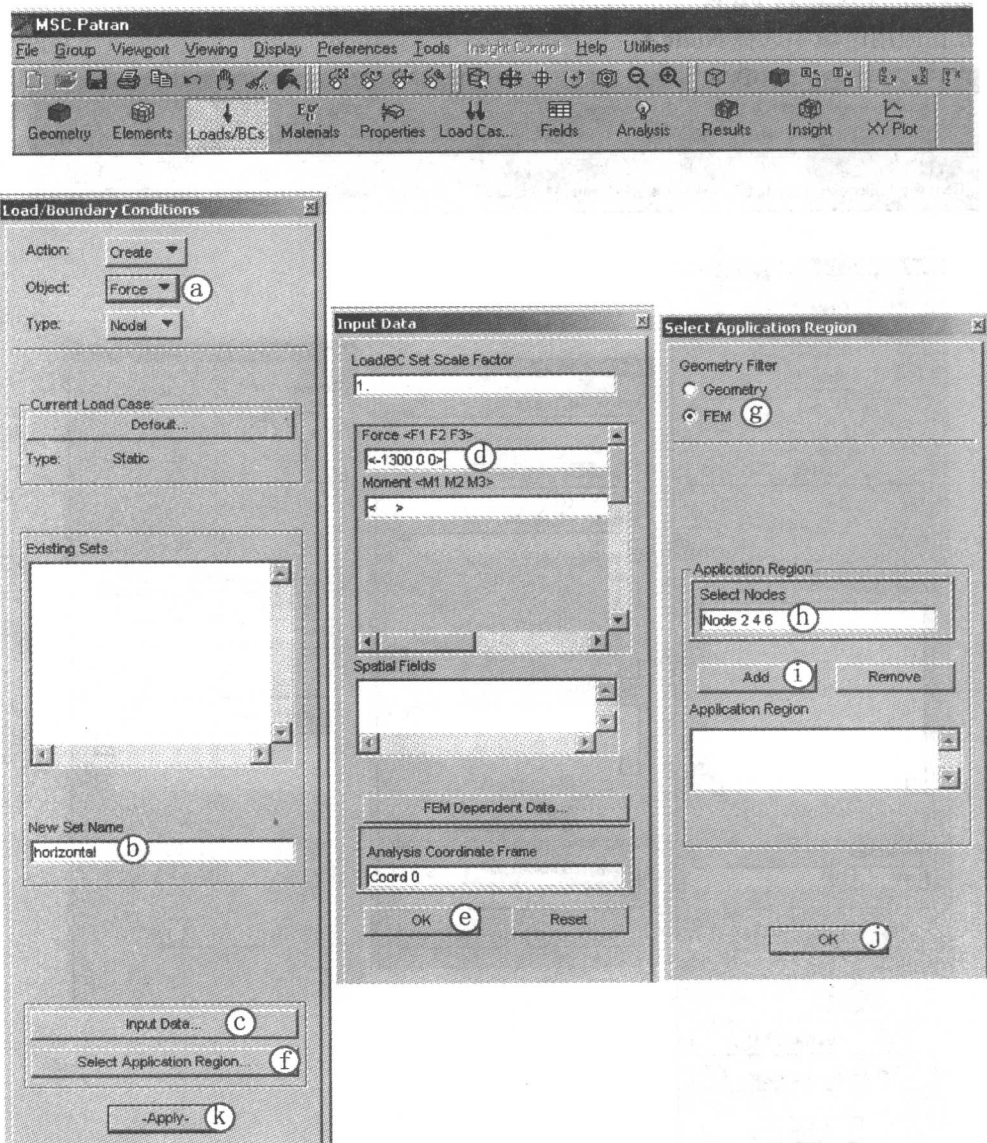 MSC.Patran
File Group Viewport Viewing Display Preferences Tools Insight Control Help Utilities
Geometry Elements Loads/BCs Materials Properties Load Cas... Fields Analysis Results Insight XY Plot
Load/Boundary Conditions
Action: Create
Object: Force a
Type: Nodal
Current Load Case:
Default...
Type: Static
Existing Sets
New Set Name
horizontal b
Input Data... c
Select Application Region... f
-Apply- k
Input Data
Load/BC Set Scale Factor
1.
Force <F1 F2 F3>
<-1300 0 0> d
Moment <M1 M2 M3>
< >
Spatial Fields
FEM Dependent Data...
Analysis Coordinate Frame
Coord 0
OK e Reset
Select Application Region
Geometry Filter
Geometry
FEM g
Application Region
Select Nodes
Node 2 4 6 h
Add i Remove
Application Region
OK j